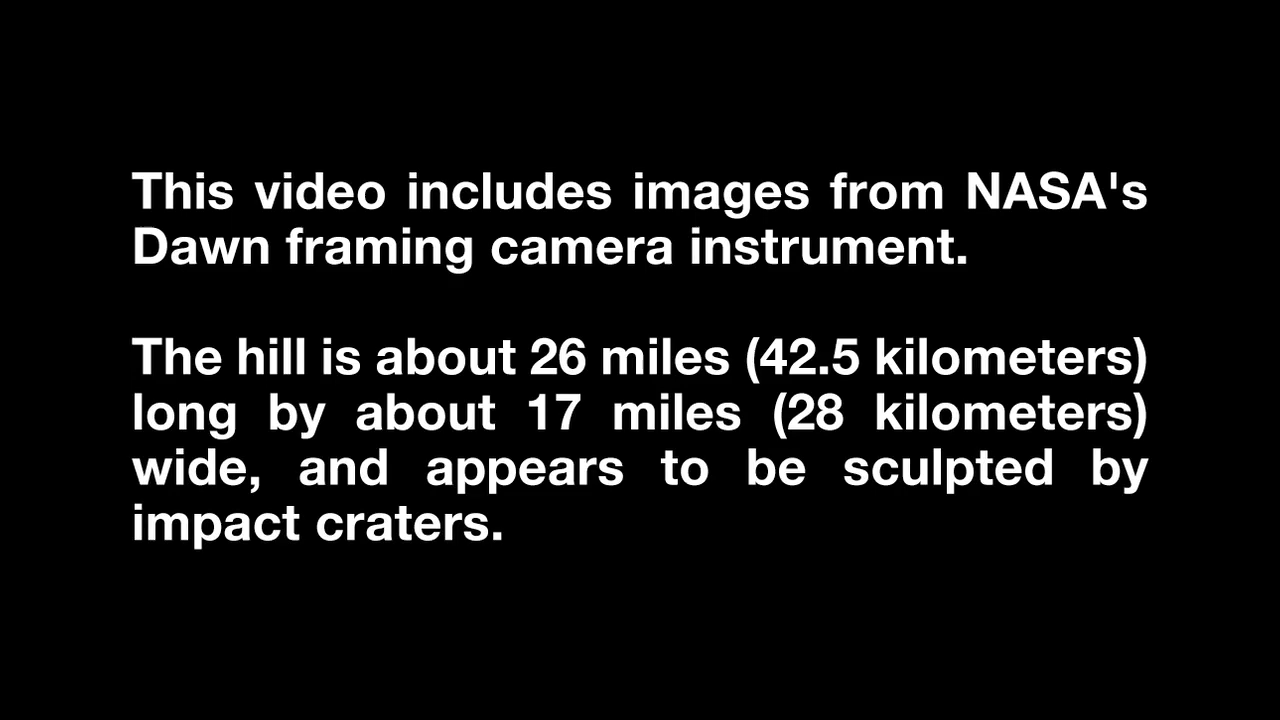 This video includes images from NASA's
Dawn framing camera instrument.
The hill is about 26 miles (42.5 kilometers)
long by about 17 miles (28 kilometers)
wide, and appears to be sculpted by
impact craters.